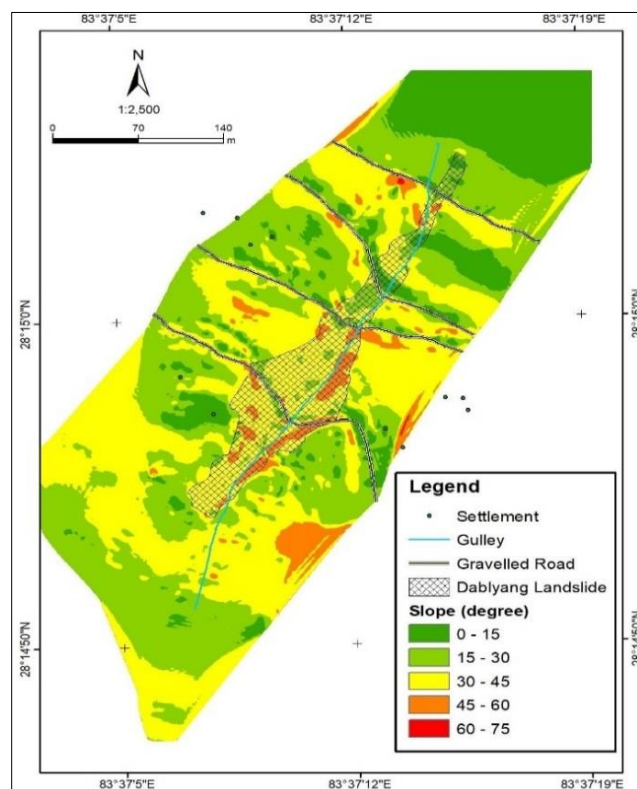 83°37'5"E 83°37'12"E 83°37'19"E
N
1:2,500
0 70 140
m
28°15'0"N 28°15'0"N
Legend
Settlement
Gulley
Gravelled Road
Dablyang Landslide
Slope (degree)
0 - 15
15 - 30
30 - 45
45 - 60
60 - 75
28°14'50"N 28°14'50"N
83°37'5"E 83°37'12"E 83°37'19"E